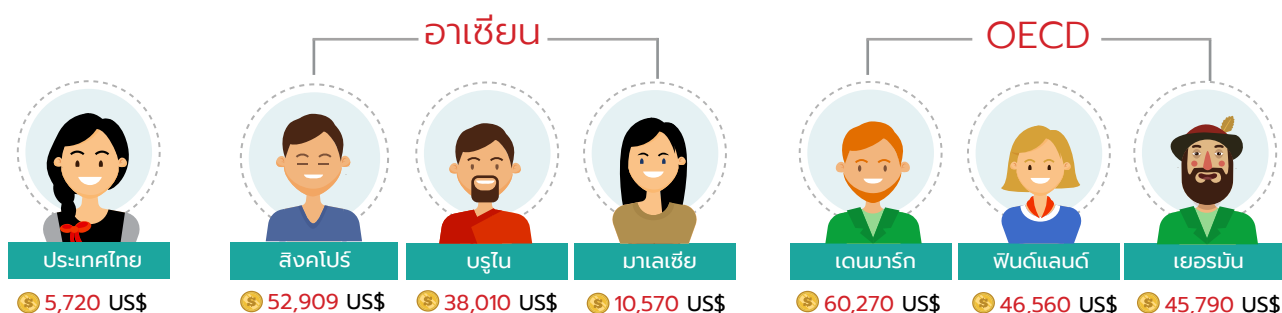 อาเซียน
OECD
ประเทศไทย
สิงคโปร์
บรูไน
มาเลเซีย
เดนมาร์ก
ฟินด์แลนด์
เยอรมัน
5,720 US$
52,909 US$
38,010 US$
10,570 US$
60,270 US$
46,560 US$
45,790 US$